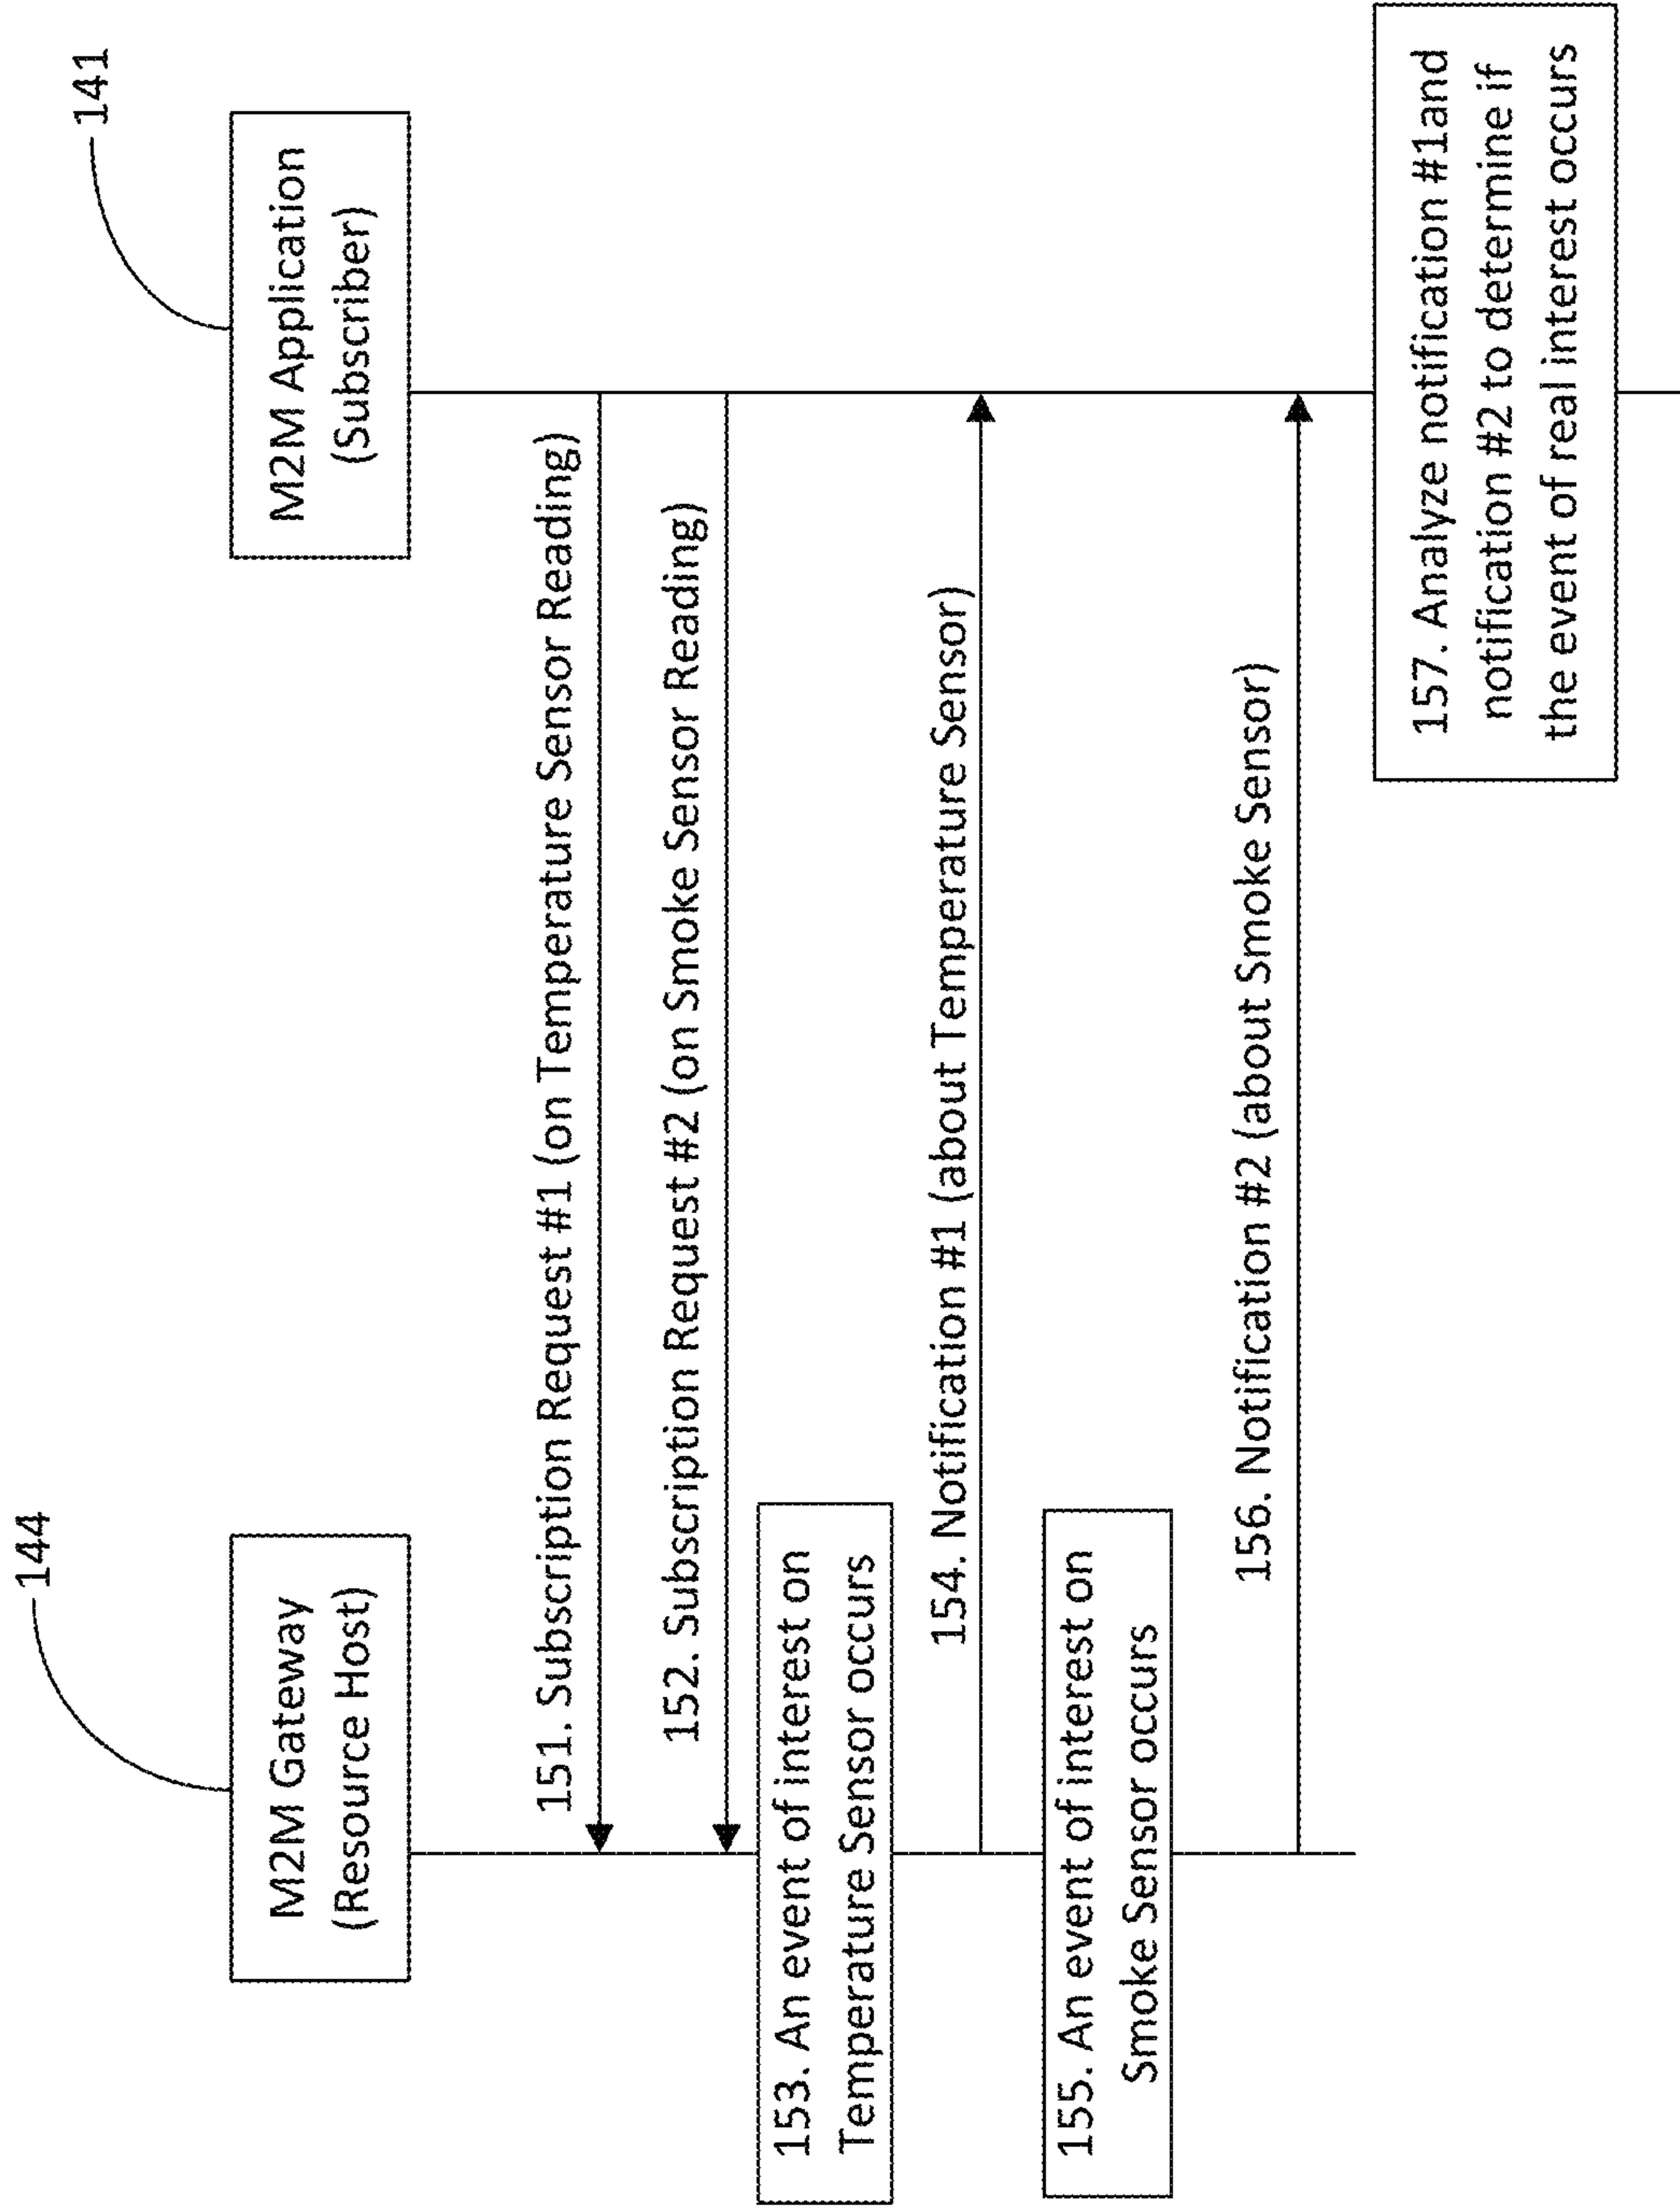 144
141
M2M Gateway
(Resource Host)
M2M Application
(Subscriber)
151. Subscription Request #1 (on Temperature Sensor Reading)
152. Subscription Request #2 (on Smoke Sensor Reading)
153. An event of interest on
Temperature Sensor occurs
154. Notification #1 (about Temperature Sensor)
155. An event of interest on
Smoke Sensor occurs
156. Notification #2 (about Smoke Sensor)
157. Analyze notification #1and
notification #2 to determine if
the event of real interest occurs